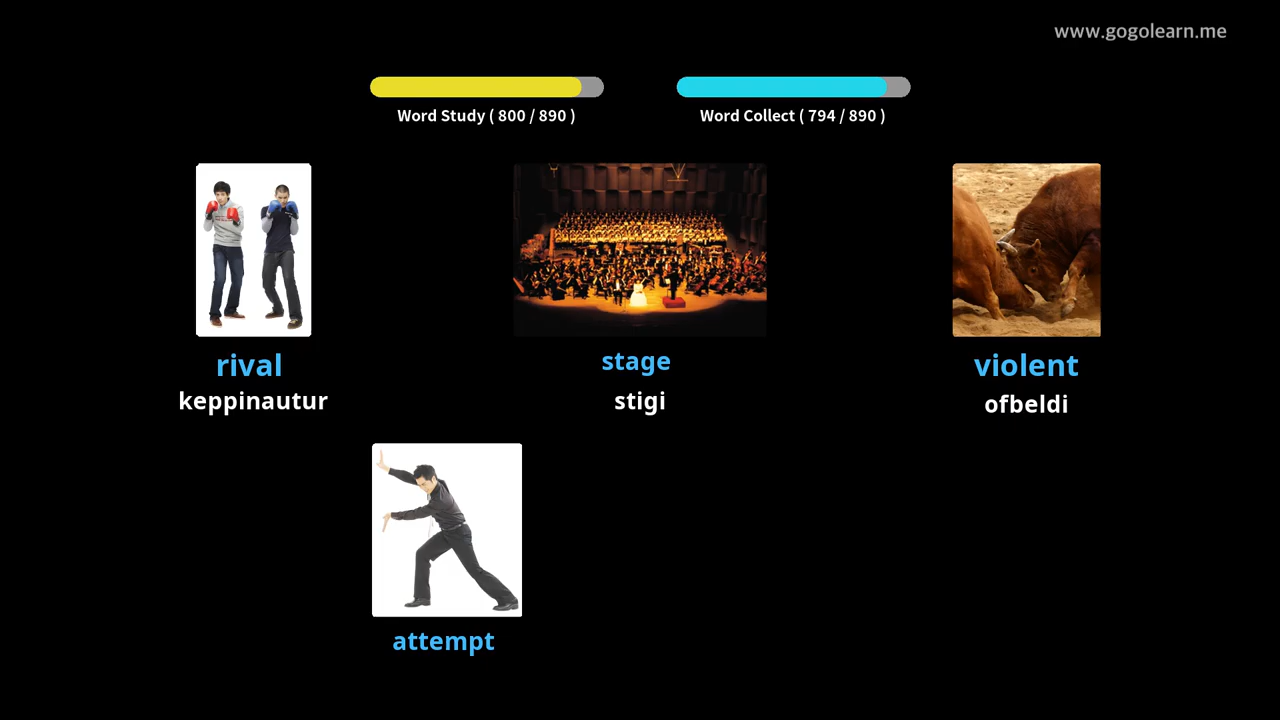 www.gogolearn.me
Word Study ( 800 / 890 )
Word Collect ( 794 / 890 )
rival
keppinautur
stage
stigi
violent
ofbeldi
attempt